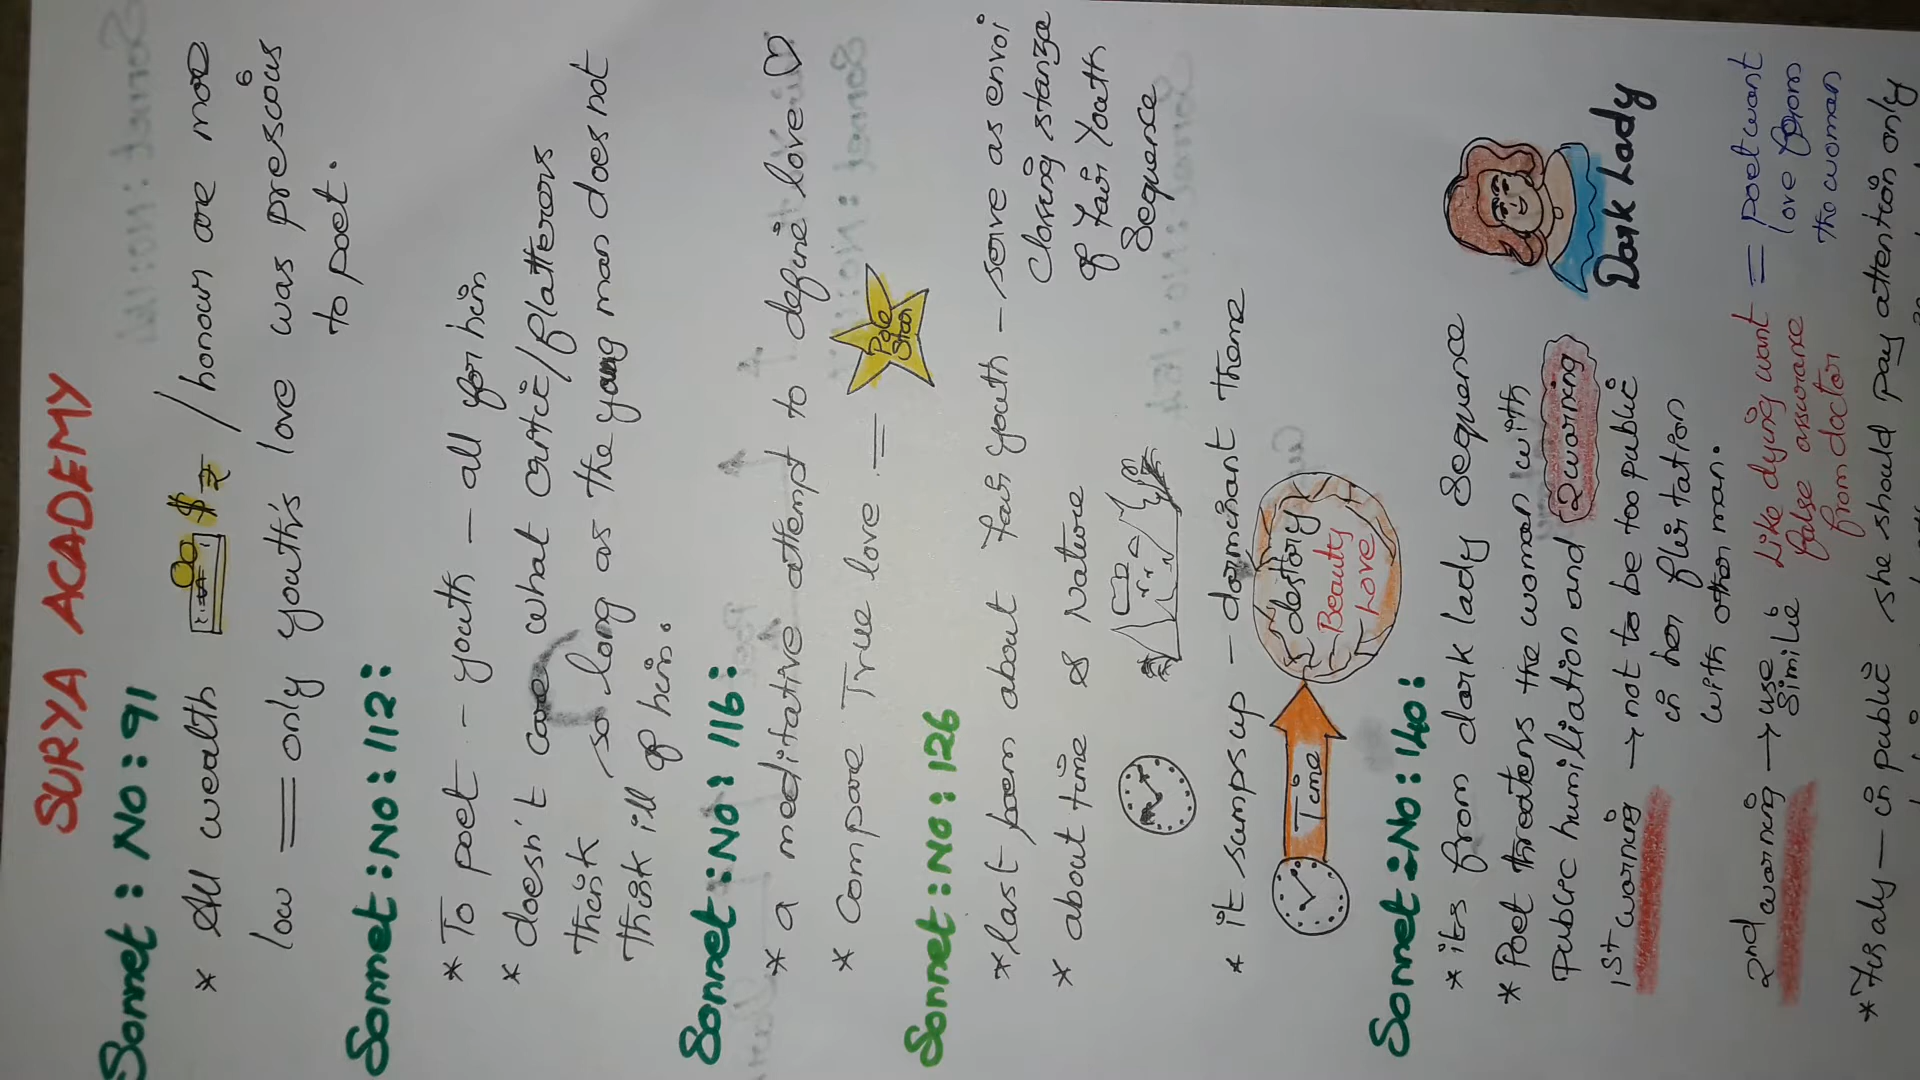 SURYA ACADEMY
Sonnet : No : 91
* All wealth $ ₹ / honour are more
low = only youth's love was prescious
to poet.
Sonnet : No : 112 :
* To poet - youth - all for him
* doesn't care what critic/flatterors
think so long as the young man does not
think ill of him.
Sonnet : No : 116 :
* a meditative attempt to define love
* Compare True love = Pole Star
Sonnet : No : 126
* last poem about Fair youth - serve as envoi
closing stanza
of Fair Youth
Sequence
* about time & Nature
* it sumps up - dominant theme
Time
destory
Beauty
Love
Sonnet : No : 140 :
* its from dark lady Sequence
* Poet threatens the woman with
public humiliation and 2 warning
Dark Lady
1st warning → not to be too public
in her flirtation
with other man.
2nd warning → use Simile
Like dying want
false assurance
from doctor
= poet want
love from
the woman
* Finaly - in public she should pay attention only